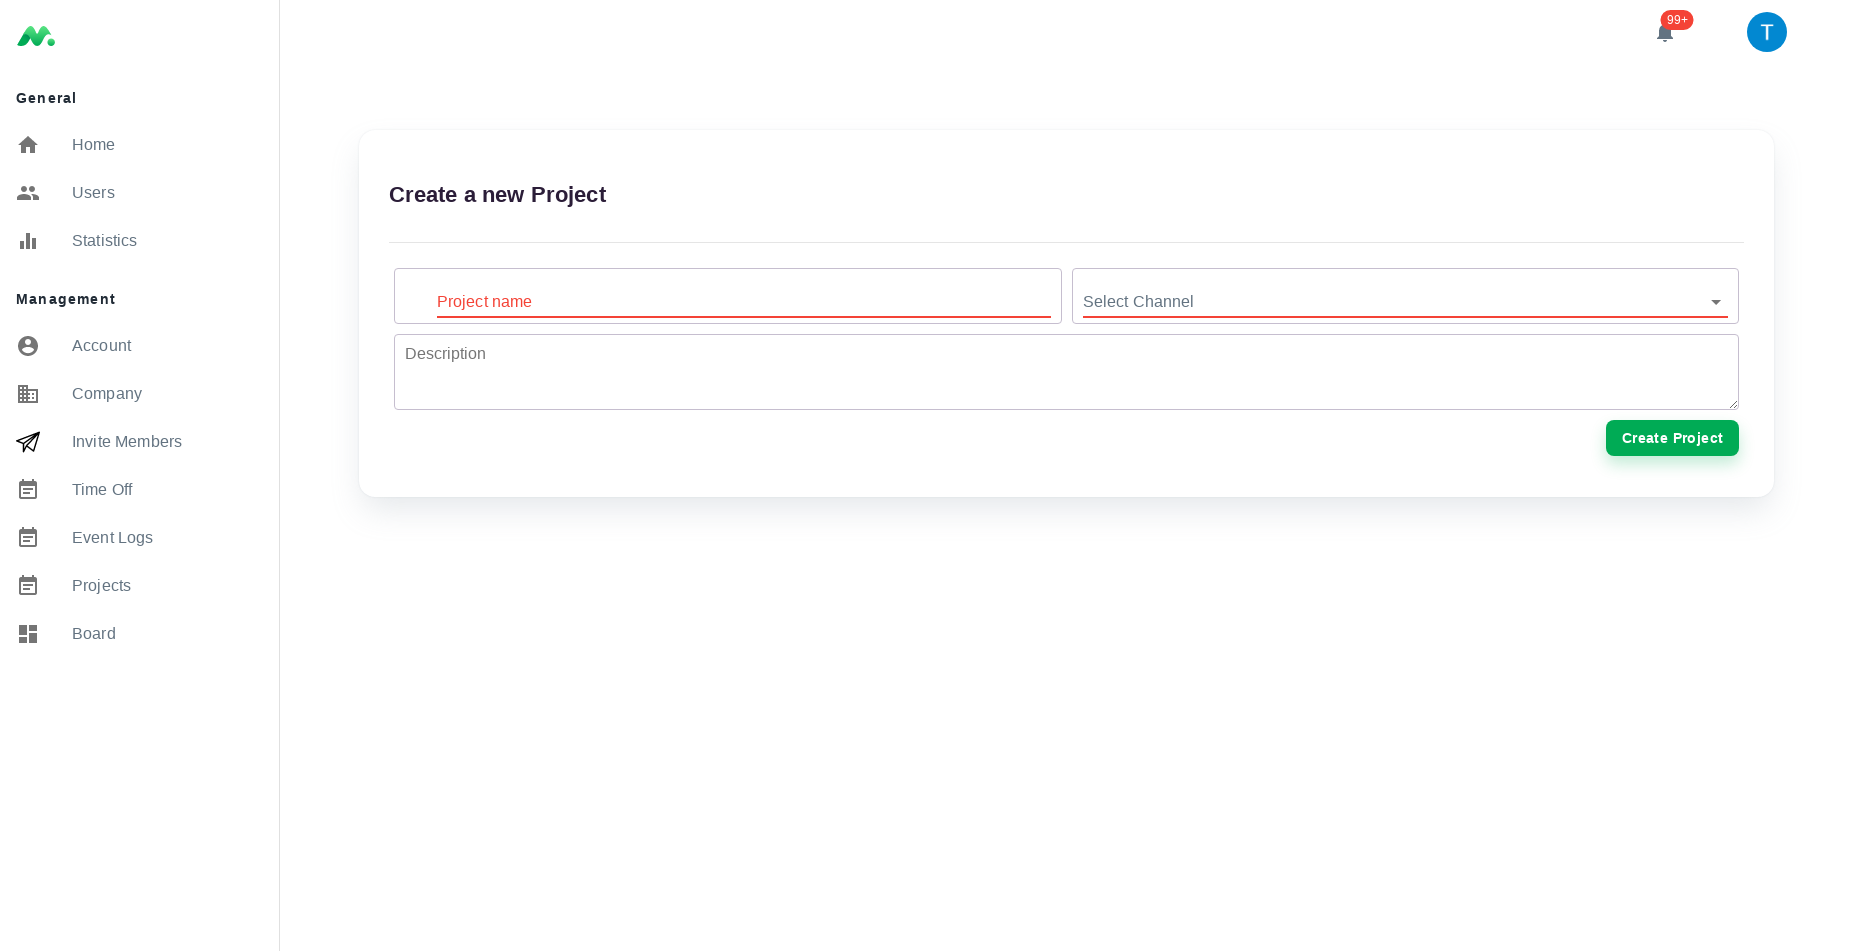 99+
T
General
Home
Users
Statistics
Management
Account
Company
Invite Members
Time Off
Event Logs
Projects
Board
Create a new Project
Project name
Select Channel
Description
Create Project